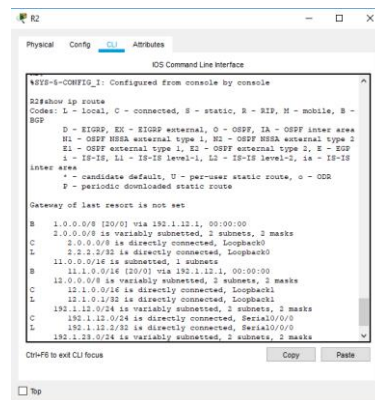 R2
Physical Config CLI Attributes
IOS Command Line Interface
%SYS-5-CONFIG_I: Configured from console by console
R2#show ip route
Codes: L - local, C - connected, S - static, R - RIP, M - mobile, B -
BGP
D - EIGRP, EX - EIGRP external, O - OSPF, IA - OSPF inter area
N1 - OSPF NSSA external type 1, N2 - OSPF NSSA external type 2
E1 - OSPF external type 1, E2 - OSPF external type 2, E - EGP
i - IS-IS, L1 - IS-IS level-1, L2 - IS-IS level-2, ia - IS-IS
inter area
* - candidate default, U - per-user static route, o - ODR
P - periodic downloaded static route
Gateway of last resort is not set
B 1.0.0.0/8 [20/0] via 192.1.12.1, 00:00:00
2.0.0.0/8 is variably subnetted, 2 subnets, 2 masks
C 2.0.0.0/8 is directly connected, Loopback0
L 2.2.2.2/32 is directly connected, Loopback0
11.0.0.0/16 is subnetted, 1 subnets
B 11.1.0.0/16 [20/0] via 192.1.12.1, 00:00:00
12.0.0.0/8 is variably subnetted, 2 subnets, 2 masks
C 12.1.0.0/16 is directly connected, Loopback1
L 12.1.0.1/32 is directly connected, Loopback1
192.1.12.0/24 is variably subnetted, 2 subnets, 2 masks
C 192.1.12.0/24 is directly connected, Serial0/0/0
L 192.1.12.2/32 is directly connected, Serial0/0/0
192.1.23.0/24 is variably subnetted, 2 subnets, 2 masks
Ctrl+F6 to exit CLI focus
Copy Paste
Top